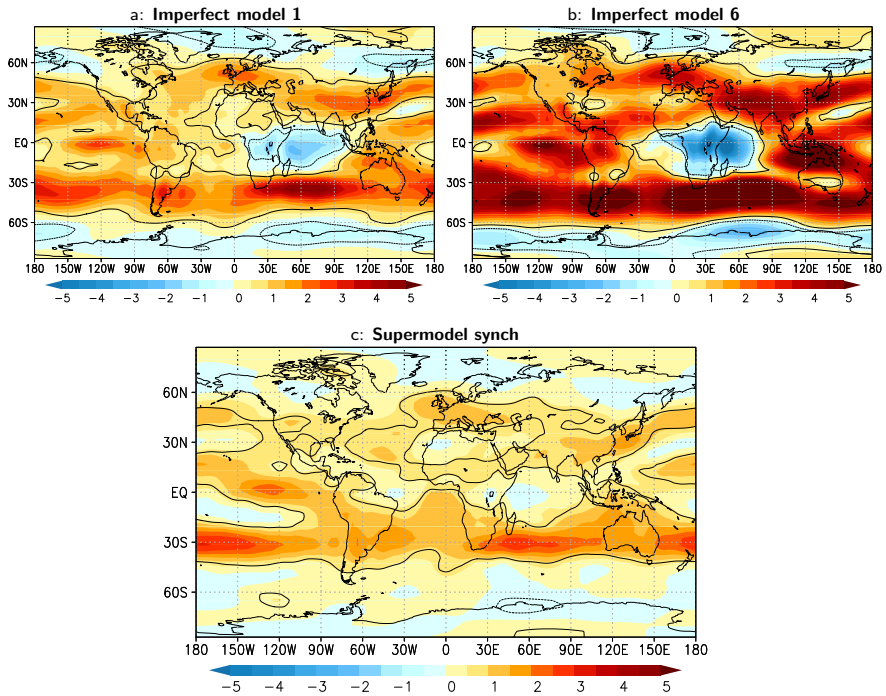 a: Imperfect model 1
b: Imperfect model 6
60N
30N
EQ
30S
60S
180 150W 120W 90W 60W 30W 0 30E 60E 90E 120E 150E 180
-5 -4 -3 -2 -1 0 1 2 3 4 5
60N
30N
EQ
30S
60S
180 150W 120W 90W 60W 30W 0 30E 60E 90E 120E 150E 180
-5 -4 -3 -2 -1 0 1 2 3 4 5
c: Supermodel synch
60N
30N
EQ
30S
60S
180 150W 120W 90W 60W 30W 0 30E 60E 90E 120E 150E 180
-5 -4 -3 -2 -1 0 1 2 3 4 5